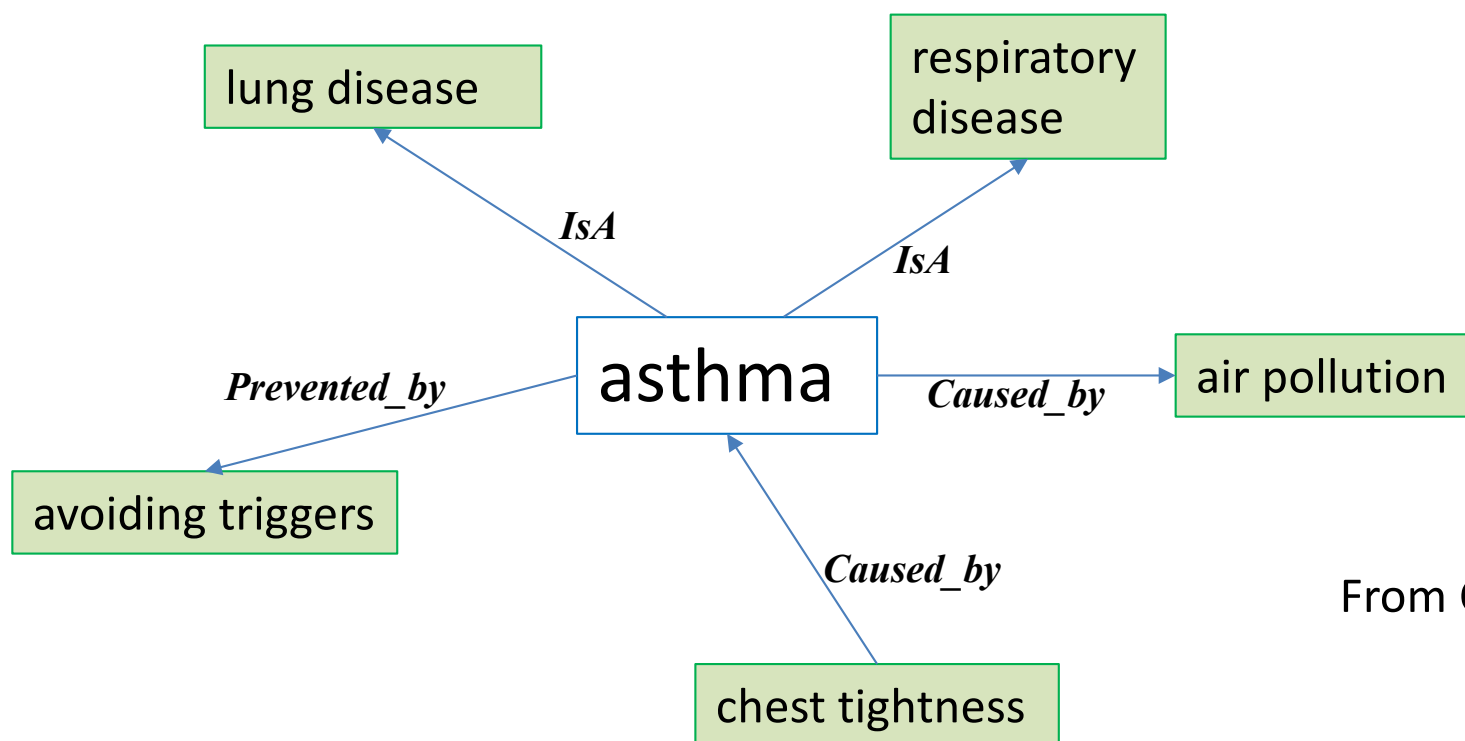 respiratory
disease
lung disease
IsA
IsA
asthma
Prevented_by
Caused_by
air pollution
avoiding triggers
Caused_by
From
chest tightness